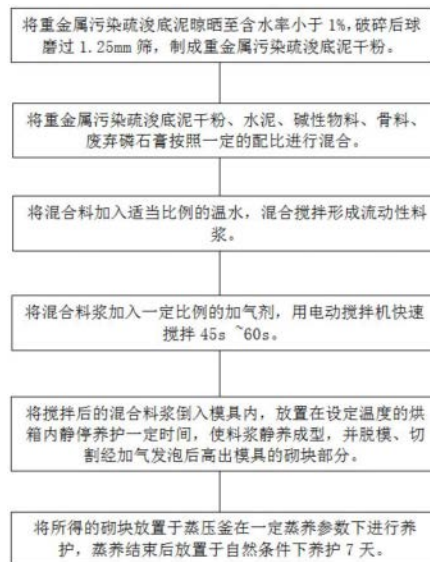 将重金属污染疏浚底泥晾晒至含水率小于 1%，破碎后球
磨过 1.25mm 筛，制成重金属污染疏浚底泥干粉。
将重金属污染疏浚底泥干粉、水泥、碱性物料、骨料、
废弃磷石膏按照一定的配比进行混合。
将混合料加入适当比例的温水，混合搅拌形成流动性料
浆。
将混合料浆加入一定比例的加气剂，用电动搅拌机快速
搅拌 45s ~60s。
将搅拌后的混合料浆倒入模具内，放置在设定温度的烘
箱内静停养护一定时间，使料浆静养成型，并脱模、切
割经加气发泡后高出模具的砌块部分。
将所得的砌块放置于蒸压釜在一定蒸养参数下进行养
护，蒸养结束后放置于自然条件下养护 7 天。